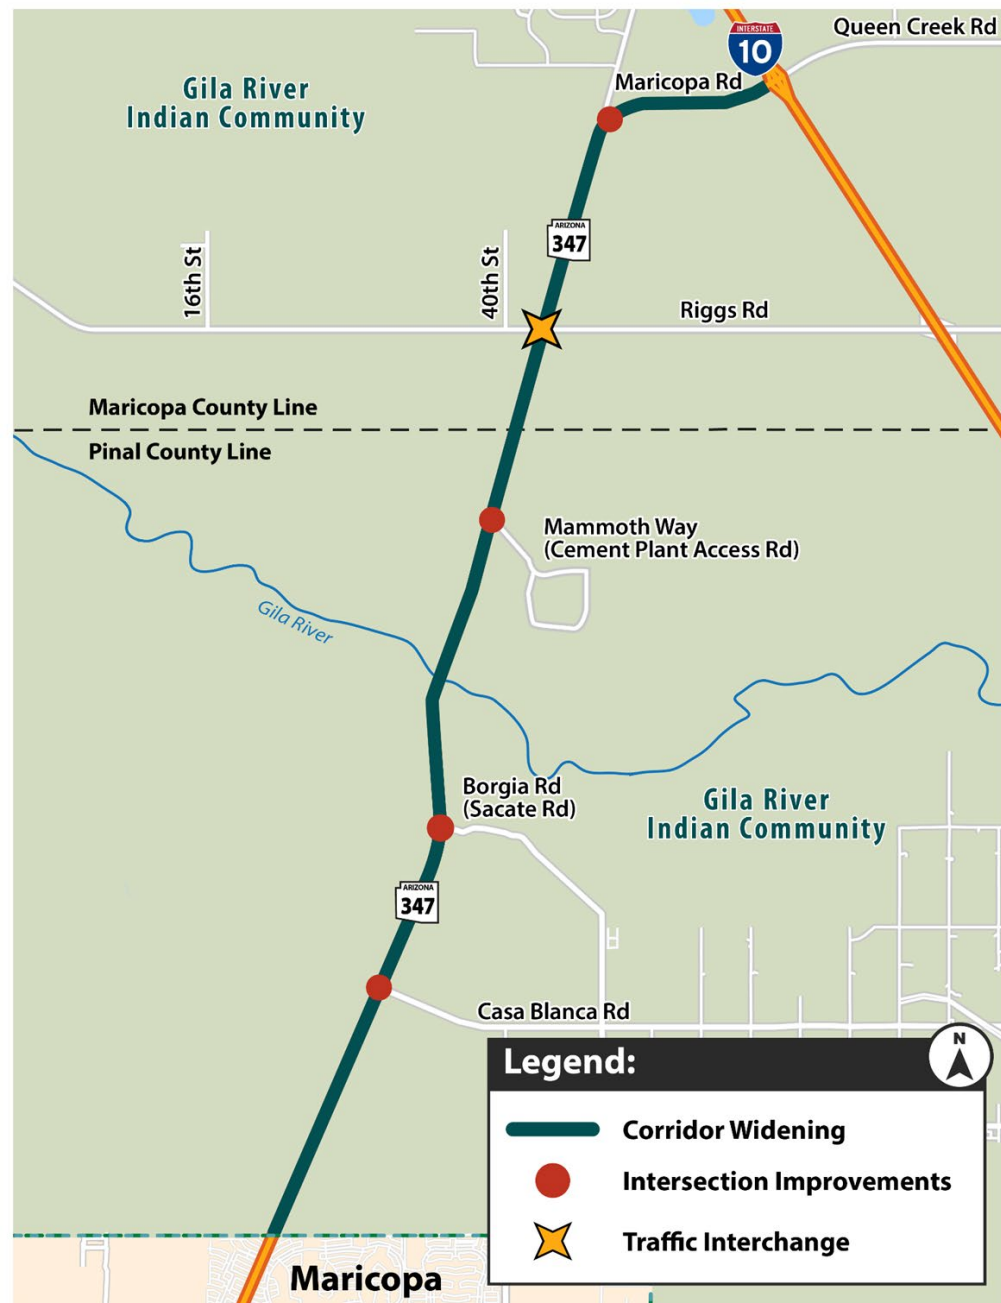 Queen Creek Rd
INTERSTATE
10
Maricopa Rd
Gila River
Indian Community
ARIZONA
347
16th St
40th St
Riggs Rd
Maricopa County Line
Pinal County Line
Mammoth Way
(Cement Plant Access Rd)
Gila River
Borgia Rd
(Sacate Rd)
Gila River
Indian Community
ARIZONA
347
Casa Blanca Rd
N
Legend:
Corridor Widening
Intersection Improvements
Traffic Interchange
Maricopa